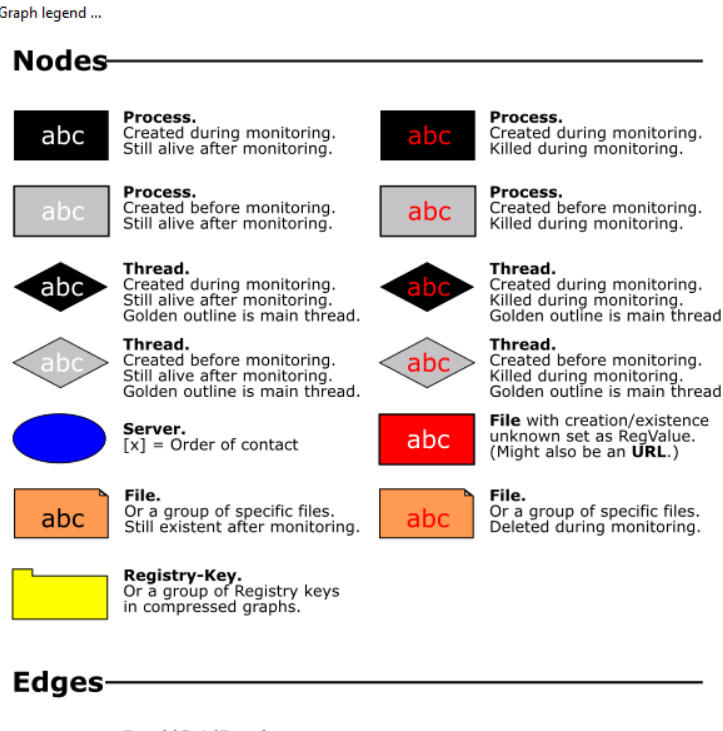 Graph legend ...
Nodes
abc
Process.
Created during monitoring.
Still alive after monitoring.
abc
Process.
Created during monitoring.
Killed during monitoring.
abc
Process.
Created before monitoring.
Still alive after monitoring.
abc
Process.
Created before monitoring.
Killed during monitoring.
abc
Thread.
Created during monitoring.
Still alive after monitoring.
Golden outline is main thread.
abc
Thread.
Created during monitoring.
Killed during monitoring.
Golden outline is main thread
abc
Thread.
Created before monitoring.
Still alive after monitoring.
Golden outline is main thread.
abc
Thread.
Created before monitoring.
Killed during monitoring.
Golden outline is main thread
Server.
[x] = Order of contact
abc
File with creation/existence
unknown set as RegValue.
(Might also be an URL.)
abc
File.
Or a group of specific files.
Still existent after monitoring.
abc
File.
Or a group of specific files.
Deleted during monitoring.
Registry-Key.
Or a group of Registry keys
in compressed graphs.
Edges